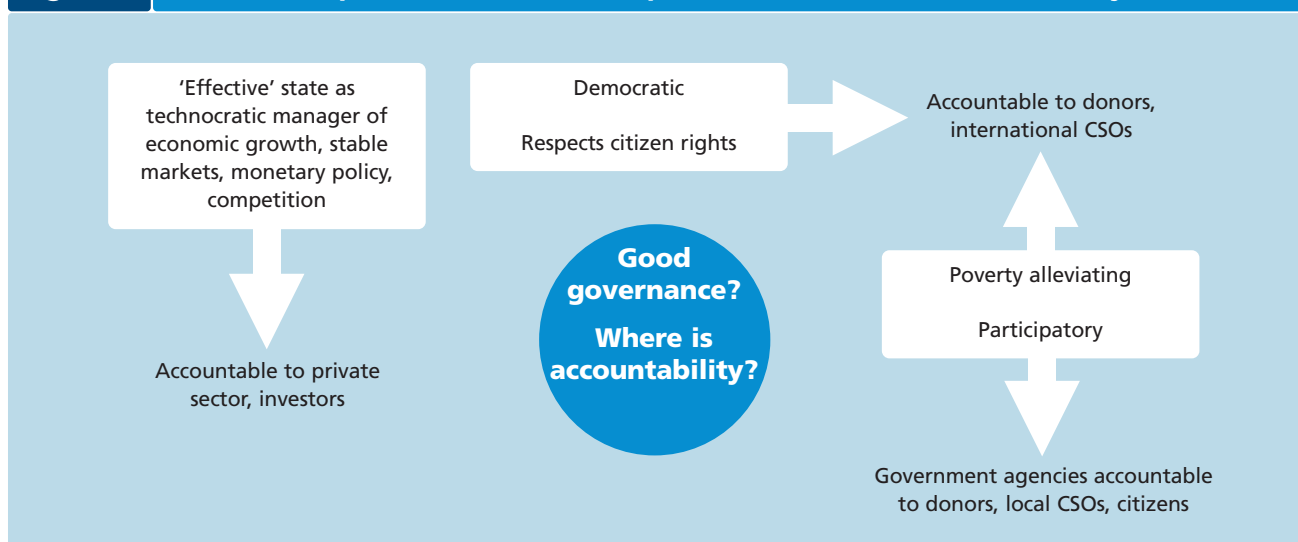 'Effective' state as
technocratic manager of
economic growth, stable
markets, monetary policy,
competition
Accountable to private
sector, investors
Democratic
Respects citizen rights
Good
governance?
Where is
accountability?
Accountable to donors,
international CSOs
Poverty alleviating
Participatory
Government agencies accountable
to donors, local CSOs, citizens